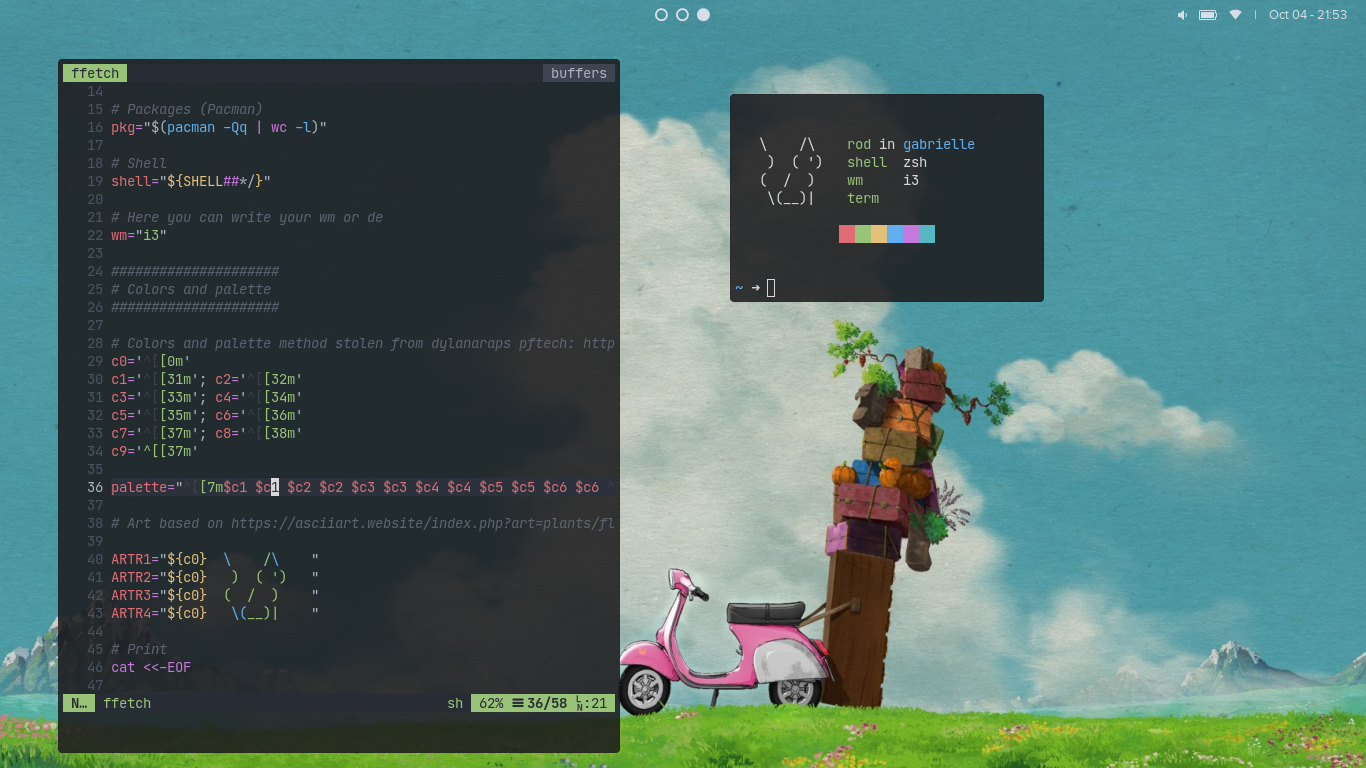 Oct 04 - 21:53
ffetch buffers
14
15 # Packages (Pacman)
16 pkg="$(pacman -Qq | wc -l)"
17
18 # Shell
19 shell="${SHELL##*/}"
20
21 # Here you can write your wm or de
22 wm="i3"
23
24 #####################
25 # Colors and palette
26 #####################
27
28 # Colors and palette method stolen from dylanaraps pftech: http
29 c0='^[[0m'
30 c1='^[[31m'; c2='^[[32m'
31 c3='^[[33m'; c4='^[[34m'
32 c5='^[[35m'; c6='^[[36m'
33 c7='^[[37m'; c8='^[[38m'
34 c9='^[[37m'
35
36 palette="^[[7m$c1 $c1 $c2 $c2 $c3 $c3 $c4 $c4 $c5 $c5 $c6 $c6 ^
37
38 # Art based on https://asciiart.website/index.php?art=plants/fl
39
40 ARTR1="${c0}  \    /\    "
41 ARTR2="${c0}   )  ( ')   "
42 ARTR3="${c0}  (  /  )    "
43 ARTR4="${c0}   \(__)|    "
44
45 # Print
46 cat <<-EOF
47
N… ffetch sh 62% ☰ 36/58 LN:21
\    /\    rod in gabrielle
 )  ( ')   shell  zsh
(  /  )    wm     i3
 \(__)|    term
~ →